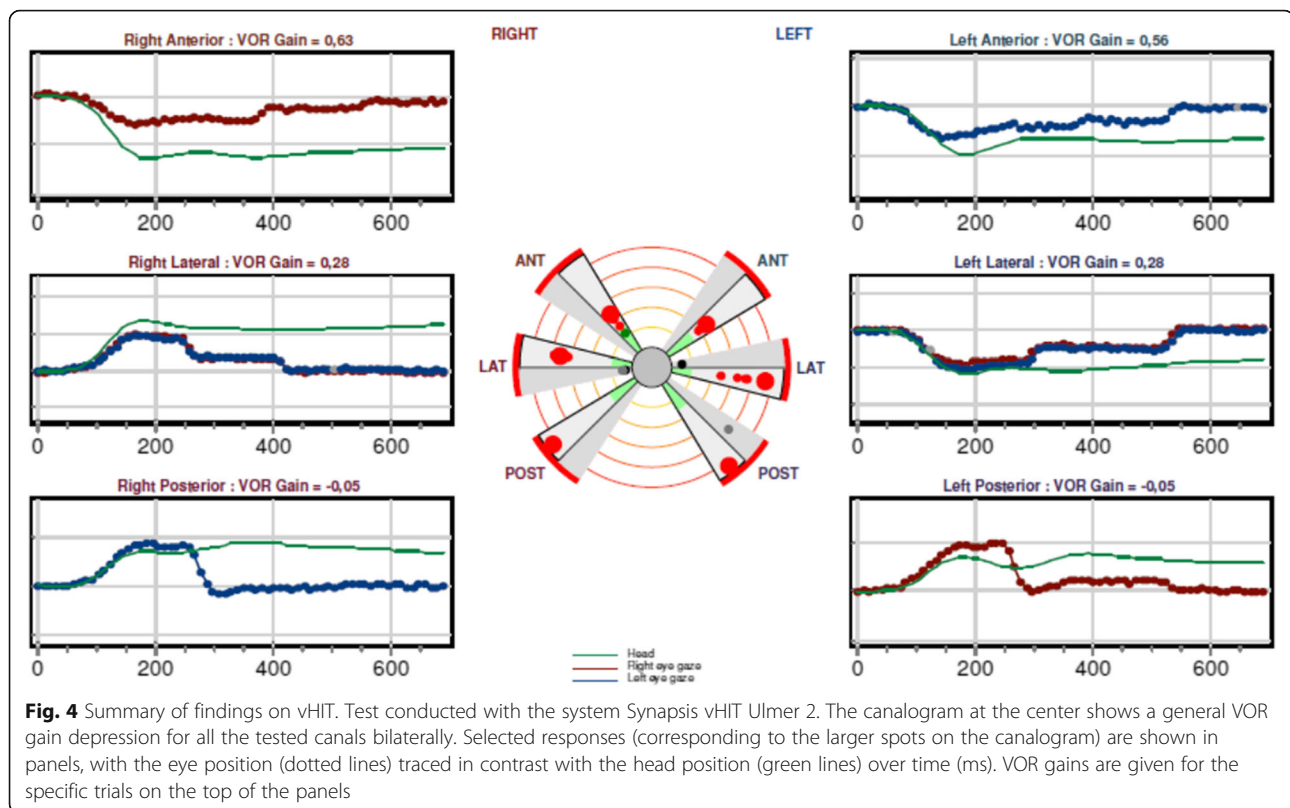 Right Anterior : VOR Gain = 0,63
RIGHT
LEFT
Left Anterior : VOR Gain = 0,56
0 200 400 600
0 200 400 600
Right Lateral : VOR Gain = 0,28
ANT
ANT
Left Lateral : VOR Gain = 0,28
LAT
LAT
0 200 400 600
0 200 400 600
POST
POST
Right Posterior : VOR Gain = -0,05
Left Posterior : VOR Gain = -0,05
0 200 400 600
Head
Right eye gaze
Left eye gaze
0 200 400 600
Fig. 4 Summary of findings on vHIT. Test conducted with the system Synapsis vHIT Ulmer 2. The canalogram at the center shows a general VOR
gain depression for all the tested canals bilaterally. Selected responses (corresponding to the larger spots on the canalogram) are shown in
panels, with the eye position (dotted lines) traced in contrast with the head position (green lines) over time (ms). VOR gains are given for the
specific trials on the top of the panels